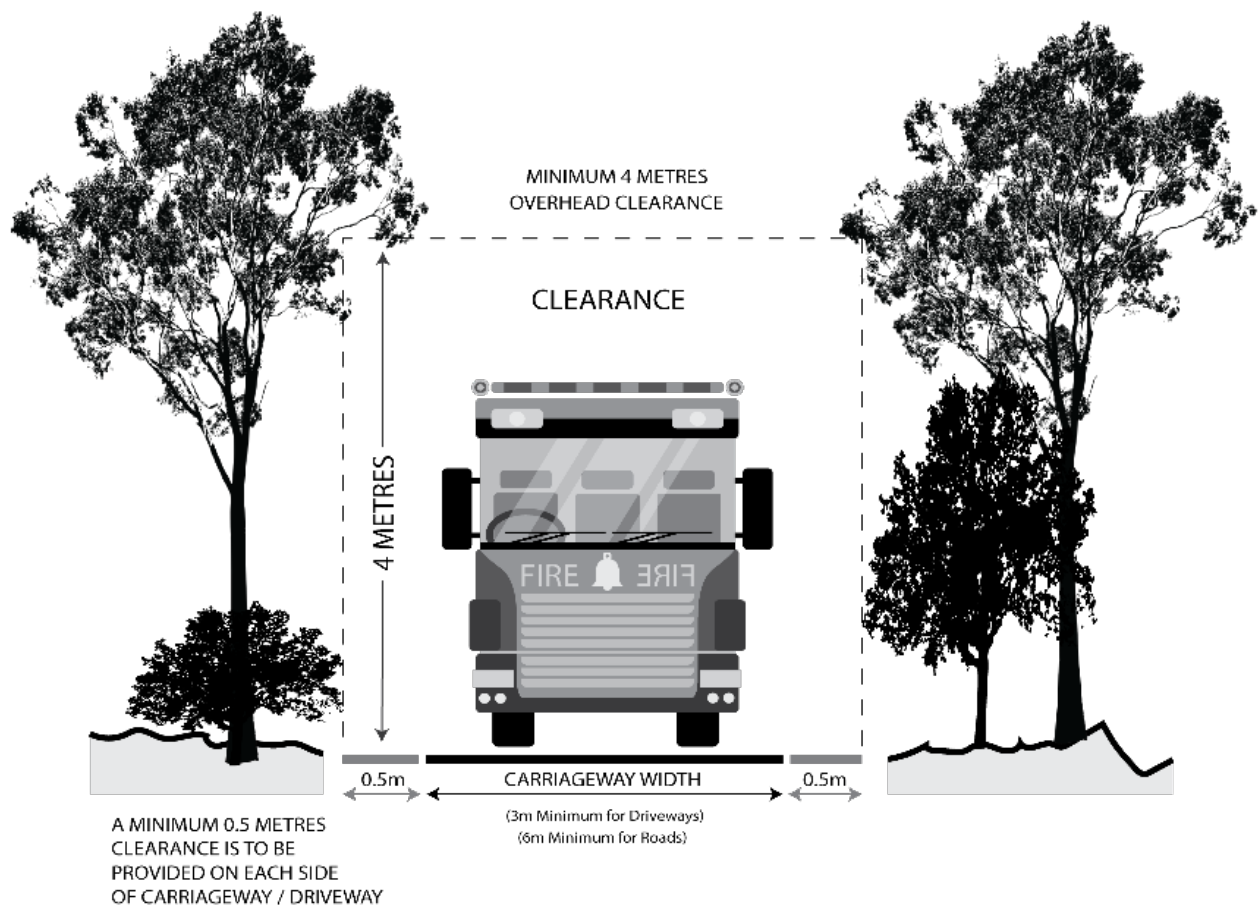 MINIMUM 4 METRES
OVERHEAD CLEARANCE
CLEARANCE
4 METRES
FIRE FIRE
0.5m
CARRIAGEWAY WIDTH
0.5m
(3m Minimum for Driveways)
(6m Minimum for Roads)
A MINIMUM 0.5 METRES
CLEARANCE IS TO BE
PROVIDED ON EACH SIDE
OF CARRIAGEWAY / DRIVEWAY